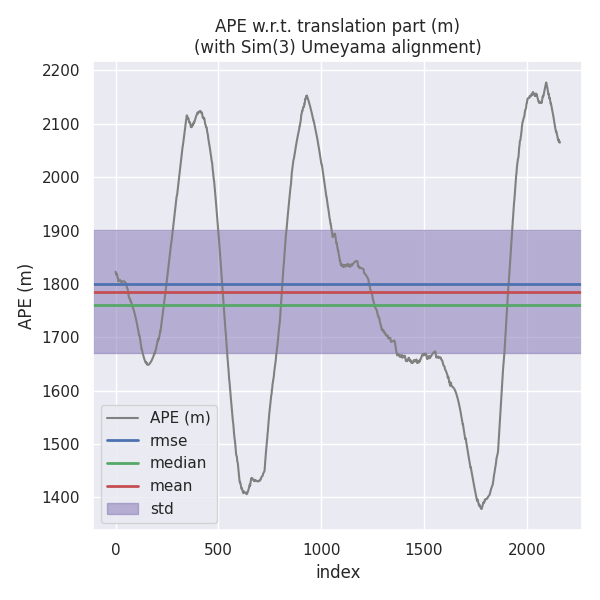 APE w.r.t. translation part (m)
(with Sim(3) Umeyama alignment)
2200
2100
2000
1900
1800
1700
1600
1500
1400
APE (m)
APE (m)
rmse
median
mean
std
0
500
1000
1500
2000
index